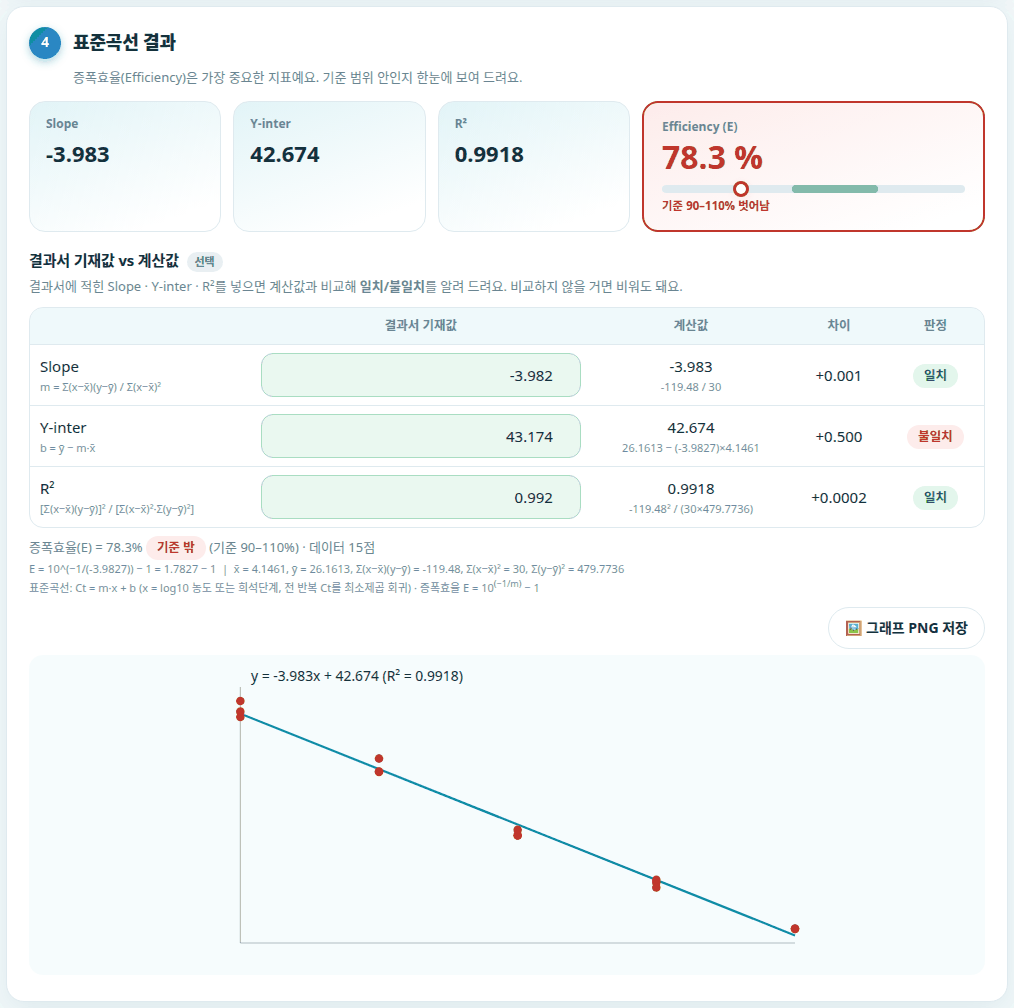 4 표준곡선 결과
증폭효율(Efficiency)은 가장 중요한 지표예요. 기준 범위 안인지 한눈에 보여 드려요.
Slope
-3.983
Y-inter
42.674
R²
0.9918
Efficiency (E)
78.3 %
기준 90–110% 벗어남
결과서 기재값 vs 계산값 선택
결과서에 적힌 Slope · Y-inter · R²를 넣으면 계산값과 비교해 일치/불일치를 알려 드려요. 비교하지 않을 거면 비워도 돼요.
결과서 기재값 계산값 차이 판정
Slope -3.982 -3.983 +0.001 일치
m = Σ(x−x̄)(y−ȳ) / Σ(x−x̄)² -119.48 / 30
Y-inter 43.174 42.674 +0.500 불일치
b = ȳ − m·x̄ 26.1613 − (-3.9827)×4.1461
R² 0.992 0.9918 +0.0002 일치
[Σ(x−x̄)(y−ȳ)]² / [Σ(x−x̄)²·Σ(y−ȳ)²] -119.48² / (30×479.7736)
증폭효율(E) = 78.3% 기준 밖 (기준 90–110%) · 데이터 15점
E = 10^(−1/(-3.9827)) − 1 = 1.7827 − 1 | x̄ = 4.1461, ȳ = 26.1613, Σ(x−x̄)(y−ȳ) = -119.48, Σ(x−x̄)² = 30, Σ(y−ȳ)² = 479.7736
표준곡선: Ct = m·x + b (x = log10 농도 또는 희석단계, 전 반복 Ct를 최소제곱 회귀) · 증폭효율 E = 10^(−1/m) − 1
🖼️ 그래프 PNG 저장
y = -3.983x + 42.674 (R² = 0.9918)